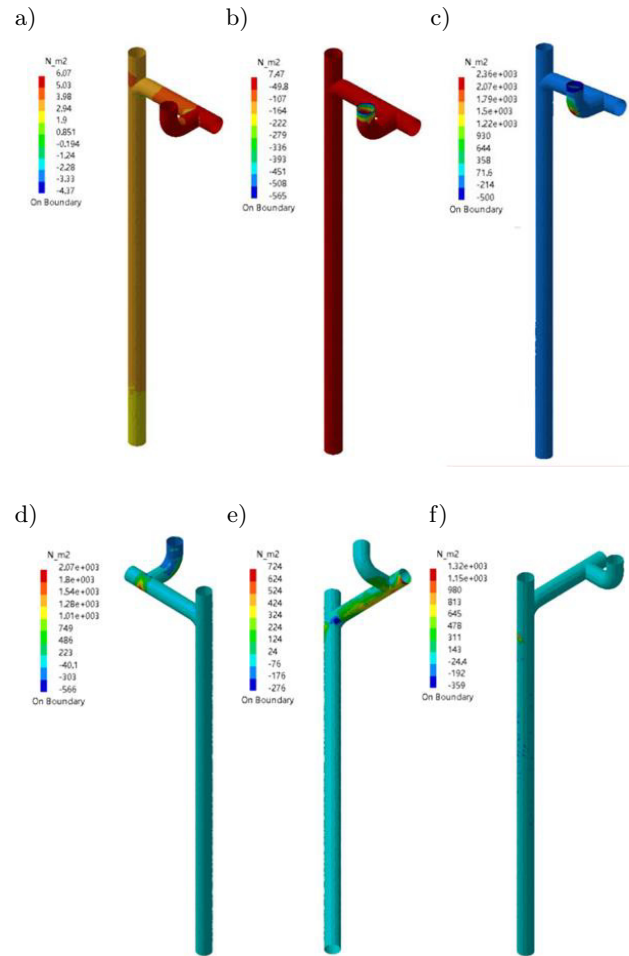 a)
N_m2
6.07
5.03
3.98
2.94
1.9
0.851
-0.194
-1.24
-2.28
-3.33
-4.37
On Boundary
b)
N_m2
7.47
-49.8
-107
-164
-222
-279
-336
-393
-451
-508
-565
On Boundary
c)
N_m2
2.36e+003
2.07e+003
1.79e+003
1.5e+003
1.22e+003
930
644
358
71.6
-214
-500
On Boundary
d)
N_m2
2.07e+003
1.8e+003
1.54e+003
1.28e+003
1.01e+003
749
486
223
-40.1
-303
-566
On Boundary
e)
N_m2
724
624
524
424
324
224
124
24
-76
-176
-276
On Boundary
f)
N_m2
1.32e+003
1.15e+003
980
813
645
478
311
143
-24.4
-192
-359
On Boundary